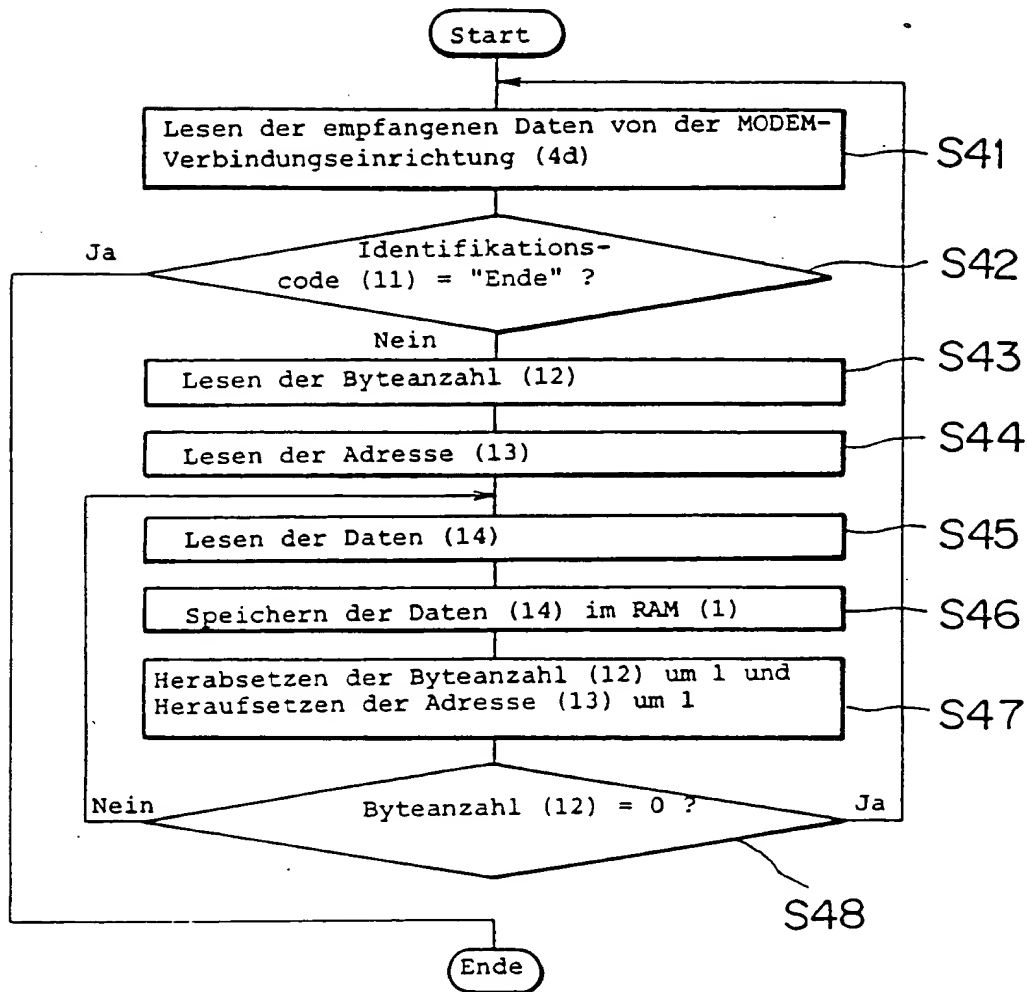 Start
Lesen der empfangenen Daten von der MODEM-
Verbindungseinrichtung (4d)
S41
Ja
Identifikations-
code (11) = "Ende" ?
S42
Nein
Lesen der Byteanzahl (12)
S43
Lesen der Adresse (13)
S44
Lesen der Daten (14)
S45
Speichern der Daten (14) im RAM (1)
S46
Herabsetzen der Byteanzahl (12) um 1 und
Heraufsetzen der Adresse (13) um 1
S47
Nein
Byteanzahl (12) = 0 ?
Ja
S48
Ende